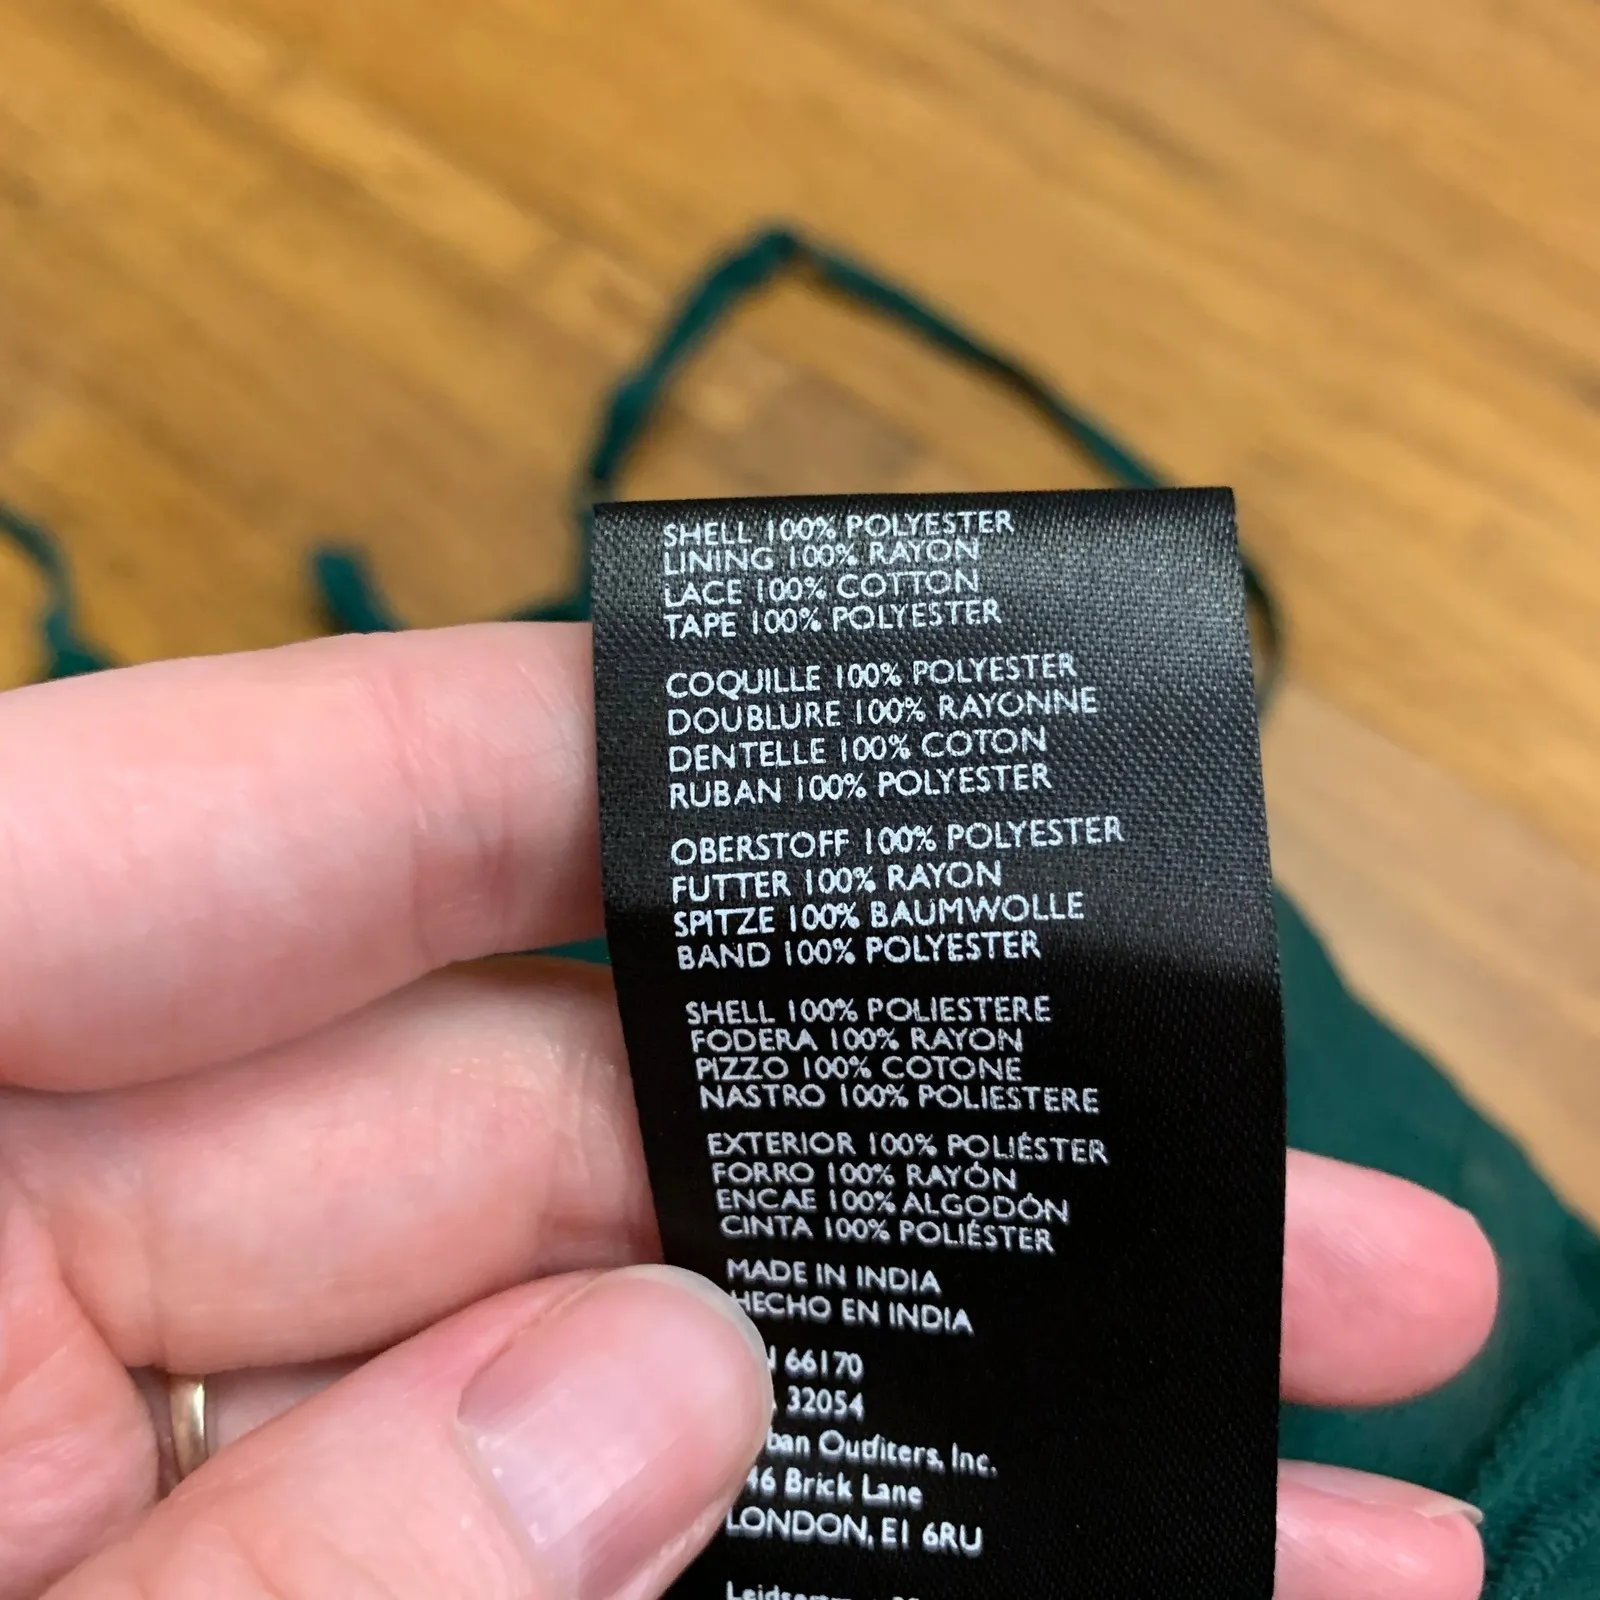 SHELL 100% POLYESTER
LINING 100% RAYON
LACE 100% COTTON
TAPE 100% POLYESTER
COQUILLE 100% POLYESTER
DOUBLURE 100% RAYONNE
DENTELLE 100% COTON
RUBAN 100% POLYESTER
OBERSTOFF 100% POLYESTER
FUTTER 100% RAYON
SPITZE 100% BAUMWOLLE
BAND 100% POLYESTER
SHELL 100% POLIESTERE
FODERA 100% RAYON
PIZZO 100% COTONE
NASTRO 100% POLIESTERE
EXTERIOR 100% POLIÉSTER
FORRO 100% RAYÓN
ENCAE 100% ALGODÓN
CINTA 100% POLIÉSTER
MADE IN INDIA
HECHO EN INDIA
66170
32054
Outfiters, Inc.
Brick Lane
LONDON, E1 6RU